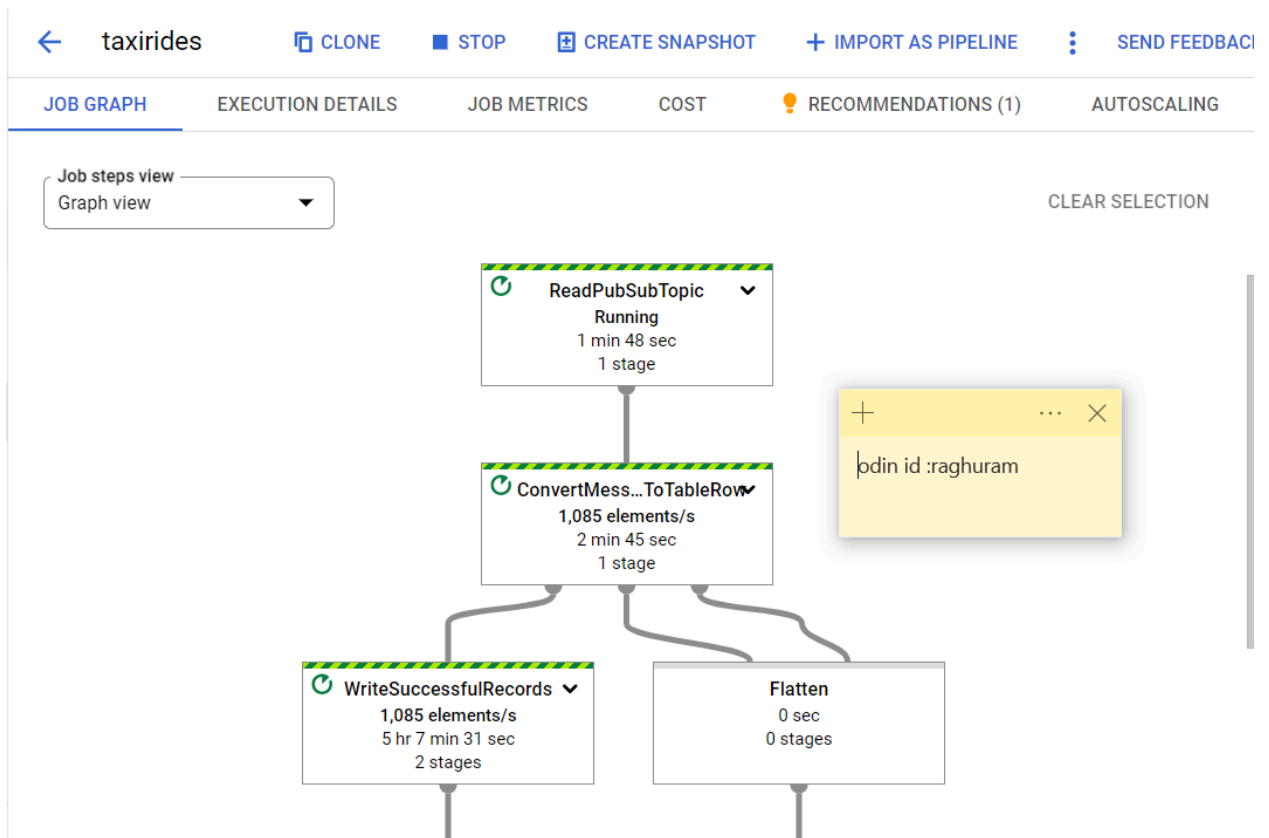 taxirides CLONE STOP CREATE SNAPSHOT IMPORT AS PIPELINE SEND FEEDBACK
JOB GRAPH EXECUTION DETAILS JOB METRICS COST RECOMMENDATIONS (1) AUTOSCALING
Job steps view
Graph view
CLEAR SELECTION
ReadPubSubTopic
Running
1 min 48 sec
1 stage
odin id :raghuram
ConvertMess...ToTableRow
1,085 elements/s
2 min 45 sec
1 stage
WriteSuccessfulRecords
1,085 elements/s
5 hr 7 min 31 sec
2 stages
Flatten
0 sec
0 stages